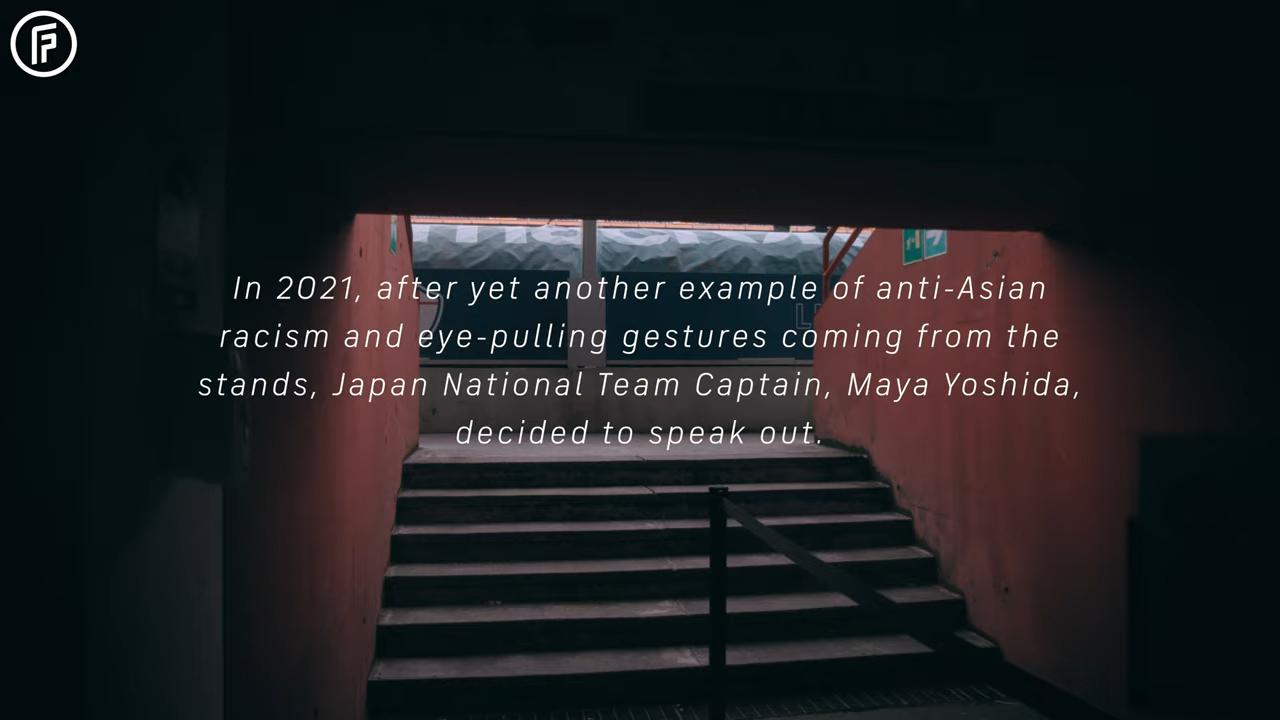 In 2021, after yet another example of anti-Asian
racism and eye-pulling gestures coming from the
stands, Japan National Team Captain, Maya Yoshida,
decided to speak out.